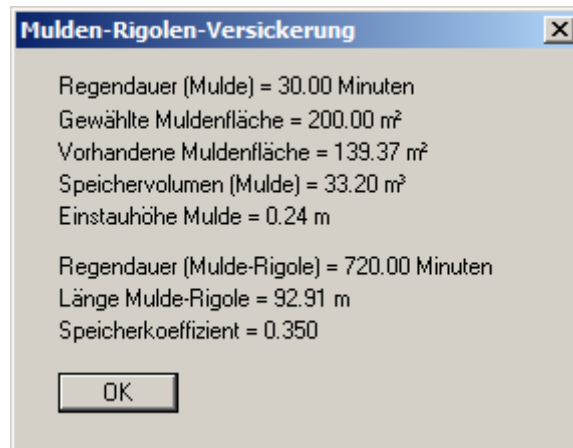 Mulden-Rigolen-Versickerung
Regendauer (Mulde) = 30.00 Minuten
Gewählte Muldenfläche = 200.00 m²
Vorhandene Muldenfläche = 139.37 m²
Speichervolumen (Mulde) = 33.20 m³
Einstauhöhe Mulde = 0.24 m
Regendauer (Mulde-Rigole) = 720.00 Minuten
Länge Mulde-Rigole = 92.91 m
Speicherkoeffizient = 0.350
OK